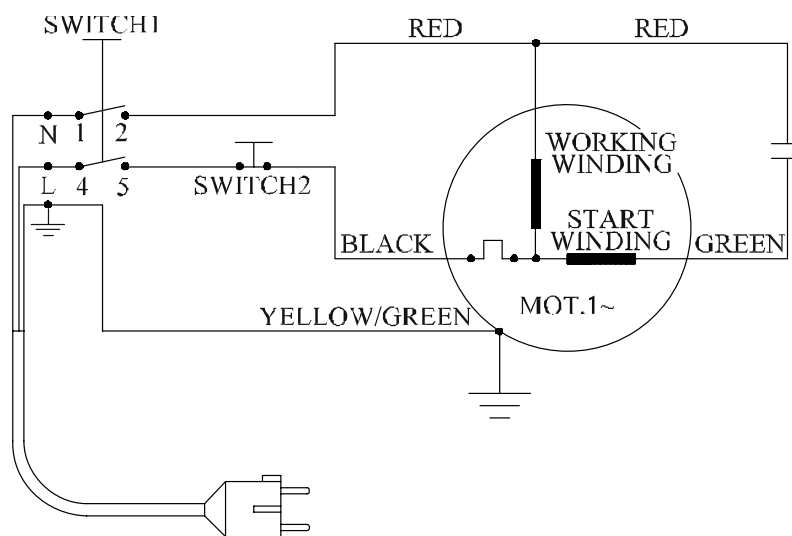 SWITCH1
RED RED
N 1 2
WORKING
WINDING
L 4 5
SWITCH2
START
WINDING
BLACK
GREEN
MOT.1~
YELLOW/GREEN